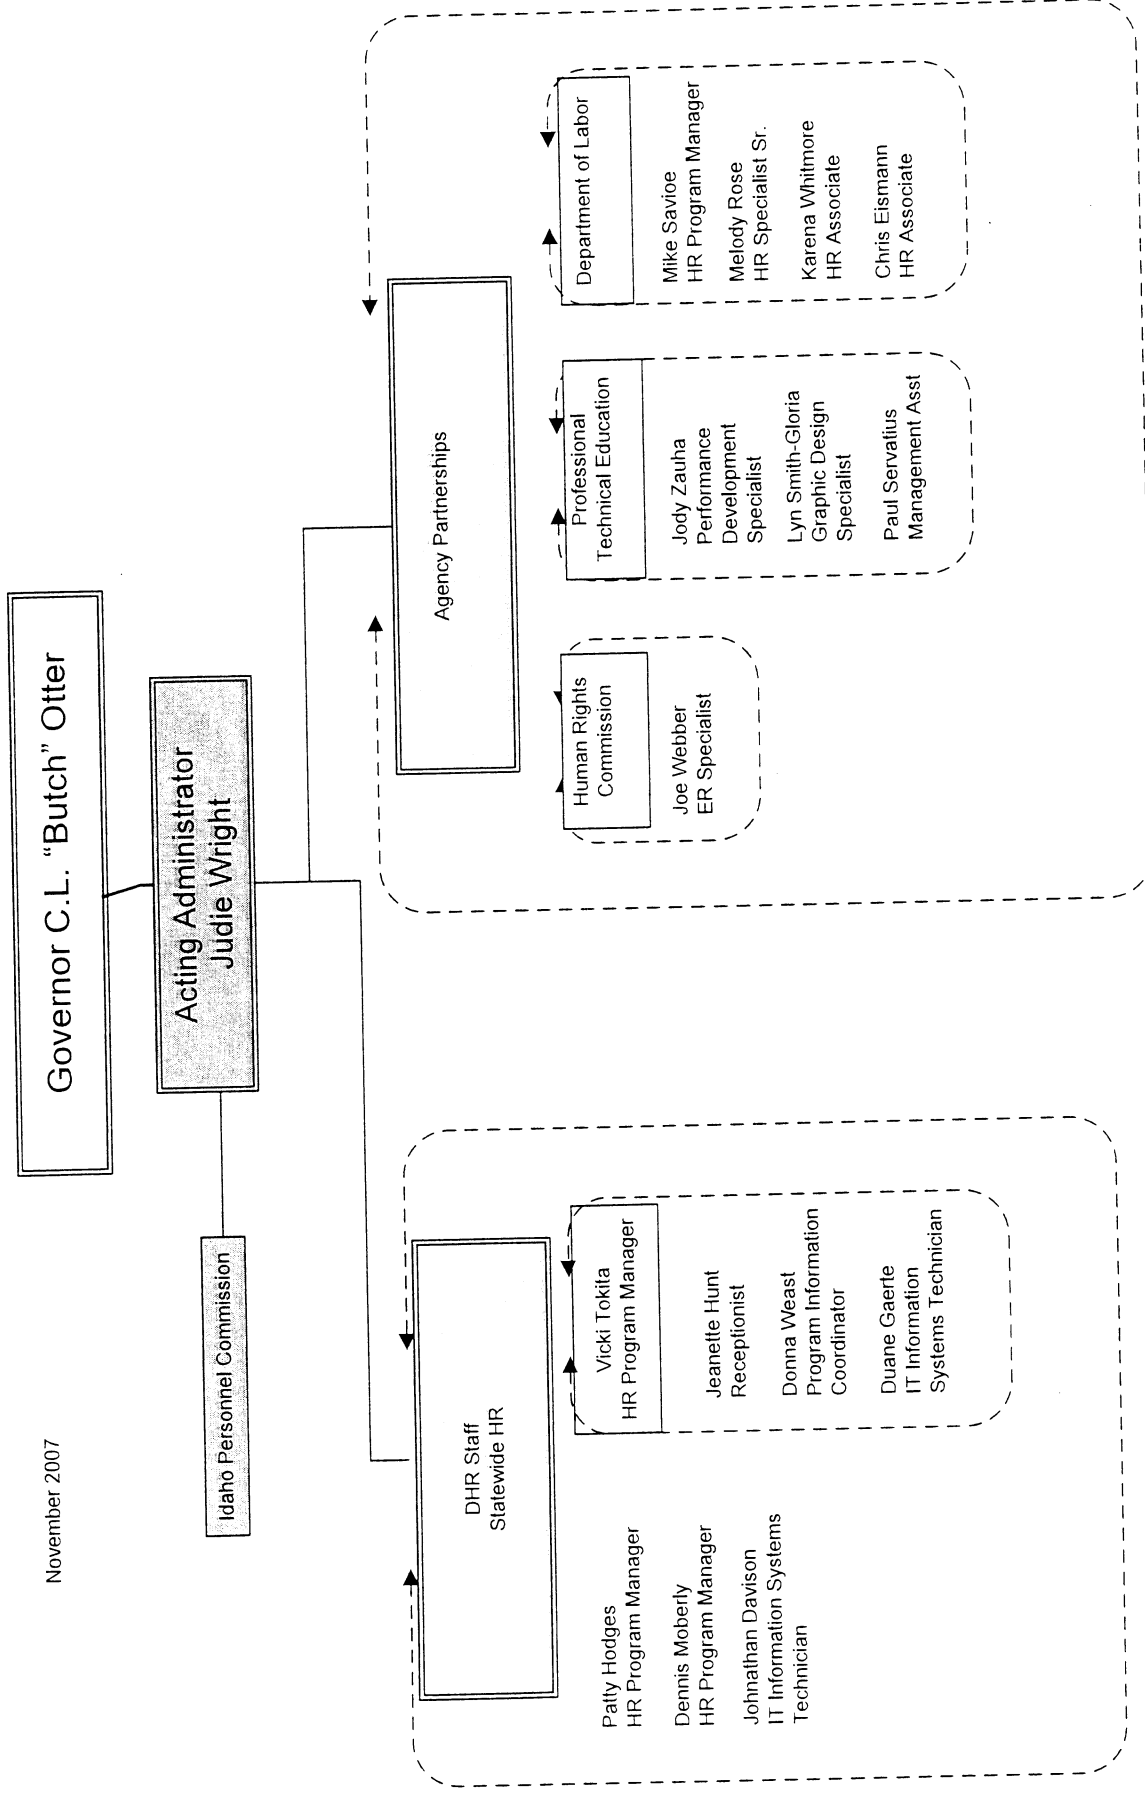 November 2007
Governor C.L. “Butch” Otter
Acting Administrator
Judie Wright
Idaho Personnel Commission
DHR Staff
Statewide HR
Patty Hodges
HR Program Manager
Dennis Moberly
HR Program Manager
Johnathan Davison
IT Information Systems
Technician
Vicki Tokita
HR Program Manager
Jeanette Hunt
Receptionist
Donna Weast
Program Information
Coordinator
Duane Gaerte
IT Information
Systems Technician
Agency Partnerships
Human Rights
Commission
Joe Webber
ER Specialist
Professional
Technical Education
Jody Zauha
Performance
Development
Specialist
Lyn Smith-Gloria
Graphic Design
Specialist
Paul Servatius
Management Asst
Department of Labor
Mike Savioe
HR Program Manager
Melody Rose
HR Specialist Sr.
Karena Whitmore
HR Associate
Chris Eismann
HR Associate